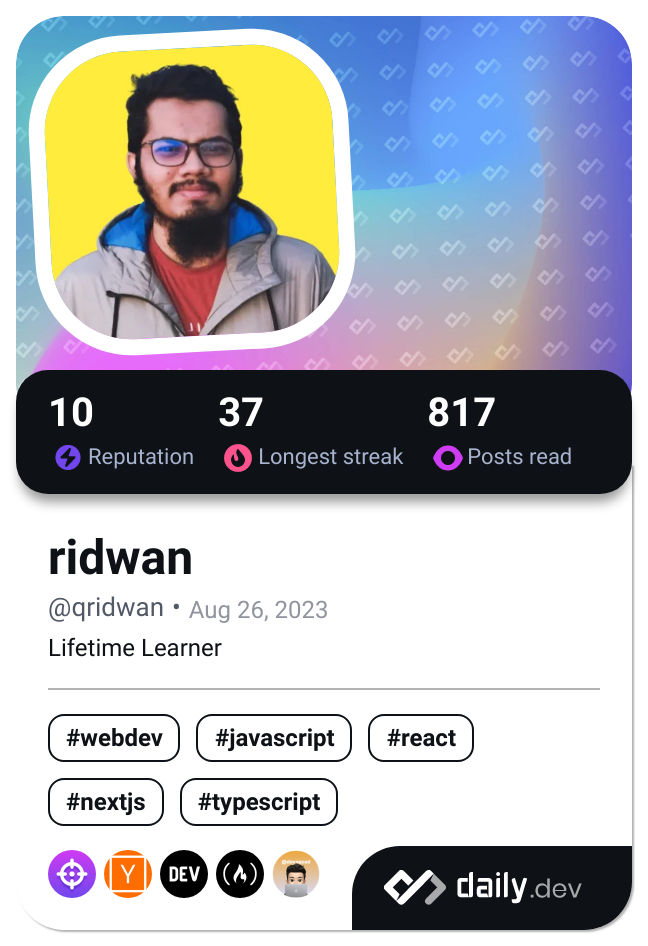 10 37 817
Reputation Longest streak Posts read
ridwan
@qridwan • Aug 26, 2023
Lifetime Learner
#webdev #javascript #react
#nextjs #typescript
Y DEV
daily.dev